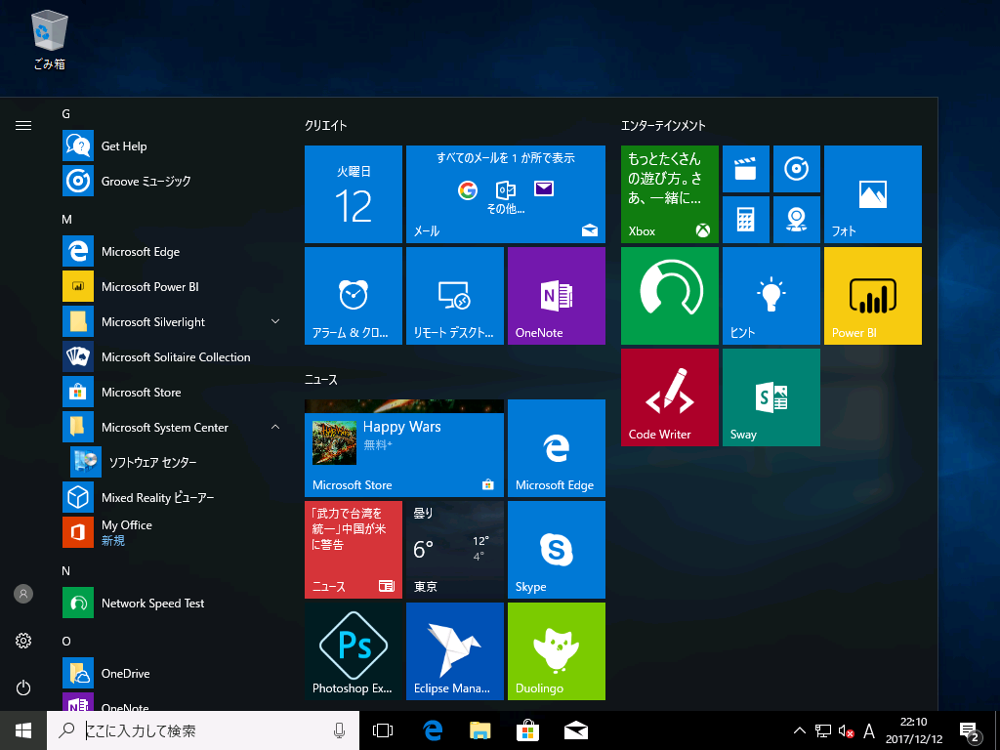 ごみ箱
G
Get Help
Groove ミュージック
M
Microsoft Edge
Microsoft Power BI
Microsoft Silverlight
Microsoft Solitaire Collection
Microsoft Store
Microsoft System Center
ソフトウェア センター
Mixed Reality ビューアー
My Office
新規
N
Network Speed Test
O
OneDrive
OneNote
クリエイト
火曜日
12
すべてのメールを 1 か所で表示
その他...
メール
アラーム & クロ...
リモート デスクト...
N
OneNote
ニュース
Happy Wars
無料+
Microsoft Store
Microsoft Edge
「武力で台湾を
統一」中国が米
に警告
ニュース
曇り
6°
12°
4°
東京
Skype
Ps
Photoshop Ex...
Eclipse Mana...
Duolingo
エンターテインメント
もっとたくさん
の遊び方。さ
あ、一緒に...
Xbox
フォト
ヒント
Power BI
Code Writer
S
Sway
ここに入力して検索
A
22:10
2017/12/12
2